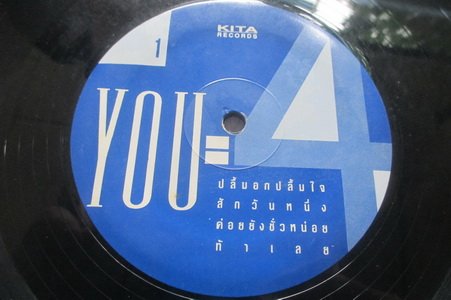 KITA
RECORDS
1
YOU
4
ปลื้มอกปลื้มใจ
สักวันหนึ่ง
ค่อยยังชั่วหน่อย
ท้าเลย